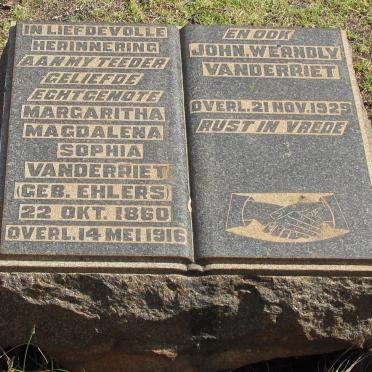 IN LIEFDEVOLLE
HERINNERING
AAN MY TEEDER
GELIEFDE
ECHTGENOTE
MARGARITHA
MAGDALENA
SOPHIA
VANDERRIET
(GEB. EHLERS)
22 OKT. 1860
OVERL. 14 MEI 1916
EN OOK
JOHN. WERNDLY
VANDERRIET
OVERL. 21 NOV. 1929
RUST IN VREDE